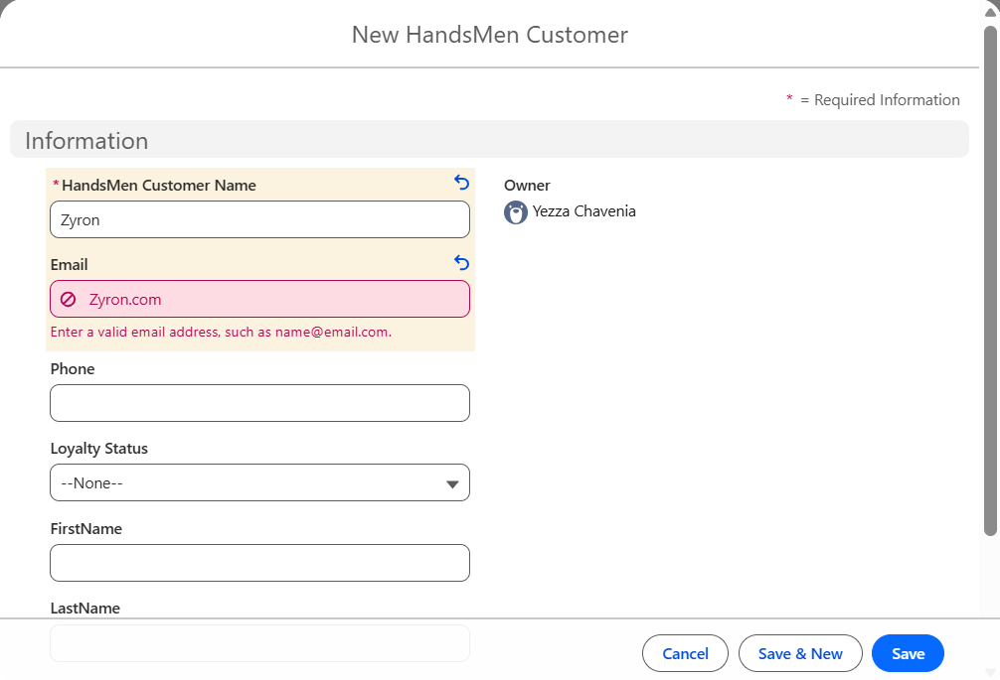 New HandsMen Customer
* = Required Information
Information
*HandsMen Customer Name
Zyron
Owner
Yezza Chavenia
Email
Zyron.com
Enter a valid email address, such as name@email.com.
Phone
Loyalty Status
--None--
FirstName
LastName
Cancel
Save & New
Save